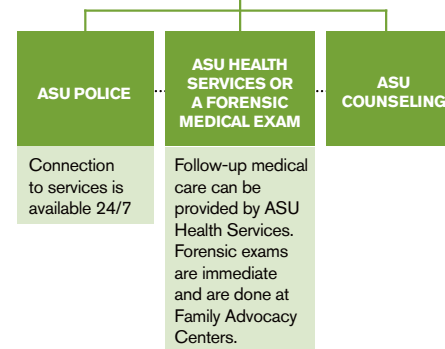 ASU POLICE
ASU HEALTH
SERVICES OR
A FORENSIC
MEDICAL EXAM
ASU
COUNSELING
Connection
to services is
available 24/7
Follow-up medical
care can be
provided by ASU
Health Services.
Forensic exams
are immediate
and are done at
Family Advocacy
Centers.